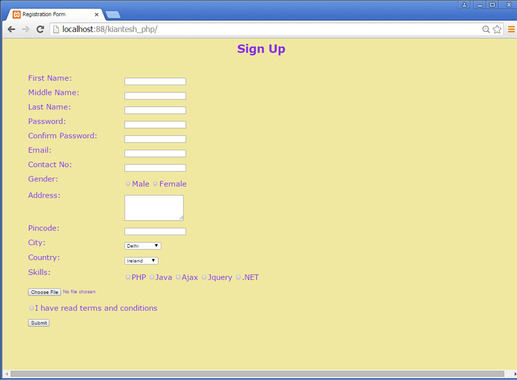 Registration Form
localhost:88/kiantesh_php/
Sign Up
First Name:
Middle Name:
Last Name:
Password:
Confirm Password:
Email:
Contact No:
Gender:
Male Female
Address:
Pincode:
City:
Delhi
Country:
Ireland
Skills:
PHP Java Ajax Jquery .NET
Choose File No file chosen
I have read terms and conditions
Submit